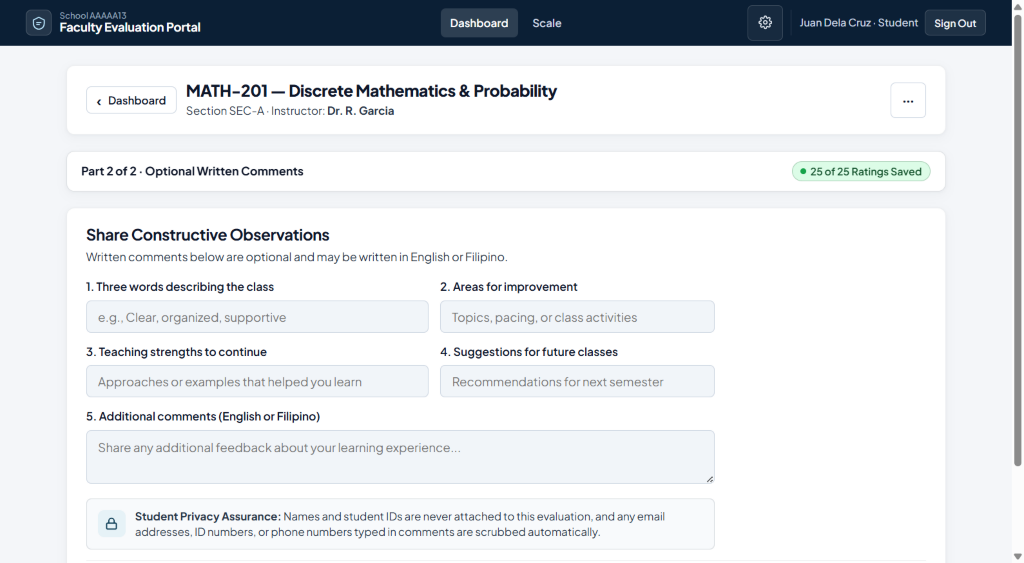 School AAAAA13
Faculty Evaluation Portal
Dashboard
Scale
Juan Dela Cruz · Student
Sign Out
‹ Dashboard
MATH-201 — Discrete Mathematics & Probability
Section SEC-A · Instructor: Dr. R. Garcia
...
Part 2 of 2 · Optional Written Comments
25 of 25 Ratings Saved
Share Constructive Observations
Written comments below are optional and may be written in English or Filipino.
1. Three words describing the class
e.g., Clear, organized, supportive
2. Areas for improvement
Topics, pacing, or class activities
3. Teaching strengths to continue
Approaches or examples that helped you learn
4. Suggestions for future classes
Recommendations for next semester
5. Additional comments (English or Filipino)
Share any additional feedback about your learning experience...
Student Privacy Assurance: Names and student IDs are never attached to this evaluation, and any email
addresses, ID numbers, or phone numbers typed in comments are scrubbed automatically.